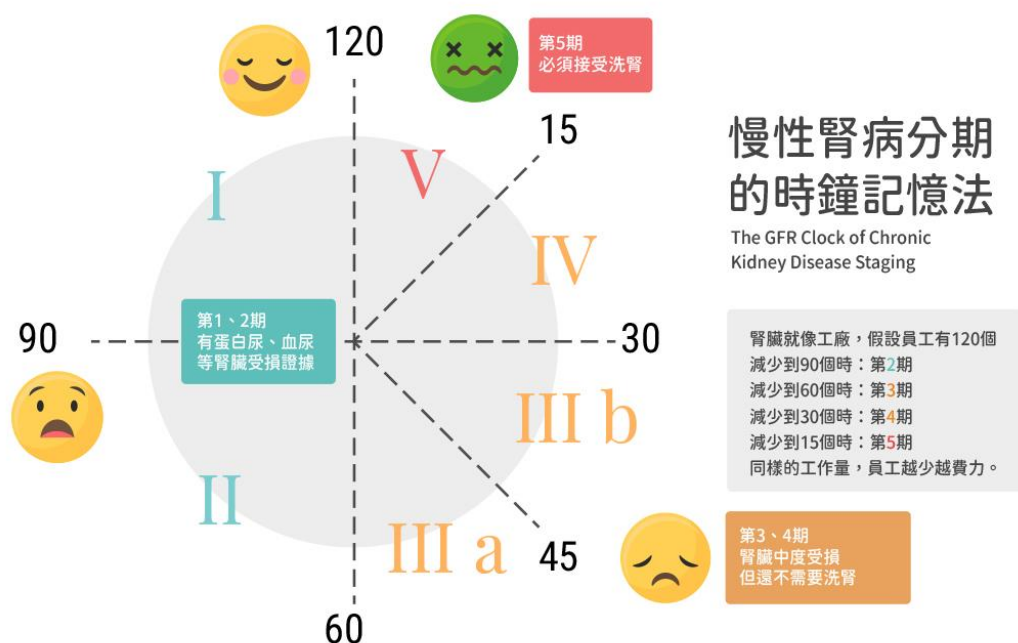 慢性腎病分期
的時鐘記憶法
The GFR Clock of Chronic
Kidney Disease Staging
120
第5期
必須接受洗腎
15
I
V
IV
第1、2期
有蛋白尿、血尿
等腎臟受損證據
90
30
III b
II
III a
45
60
腎臟就像工廠，假設員工有120個
減少到90個時：第2期
減少到60個時：第3期
減少到30個時：第4期
減少到15個時：第5期
同樣的工作量，員工越少越費力。
第3、4期
腎臟中度受損
但還不需要洗腎